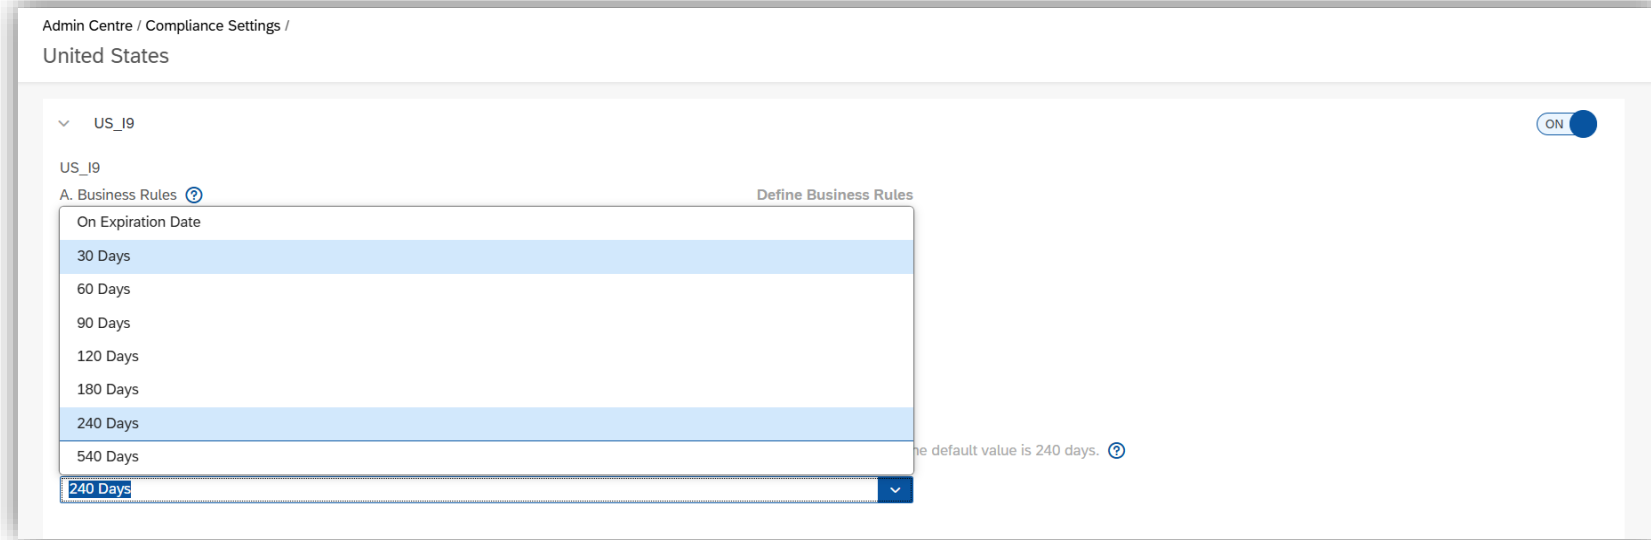 Admin Centre / Compliance Settings /
United States
US_I9
ON
US_I9
A. Business Rules
Define Business Rules
On Expiration Date
30 Days
60 Days
90 Days
120 Days
180 Days
240 Days
540 Days
default value is 240 days.
240 Days